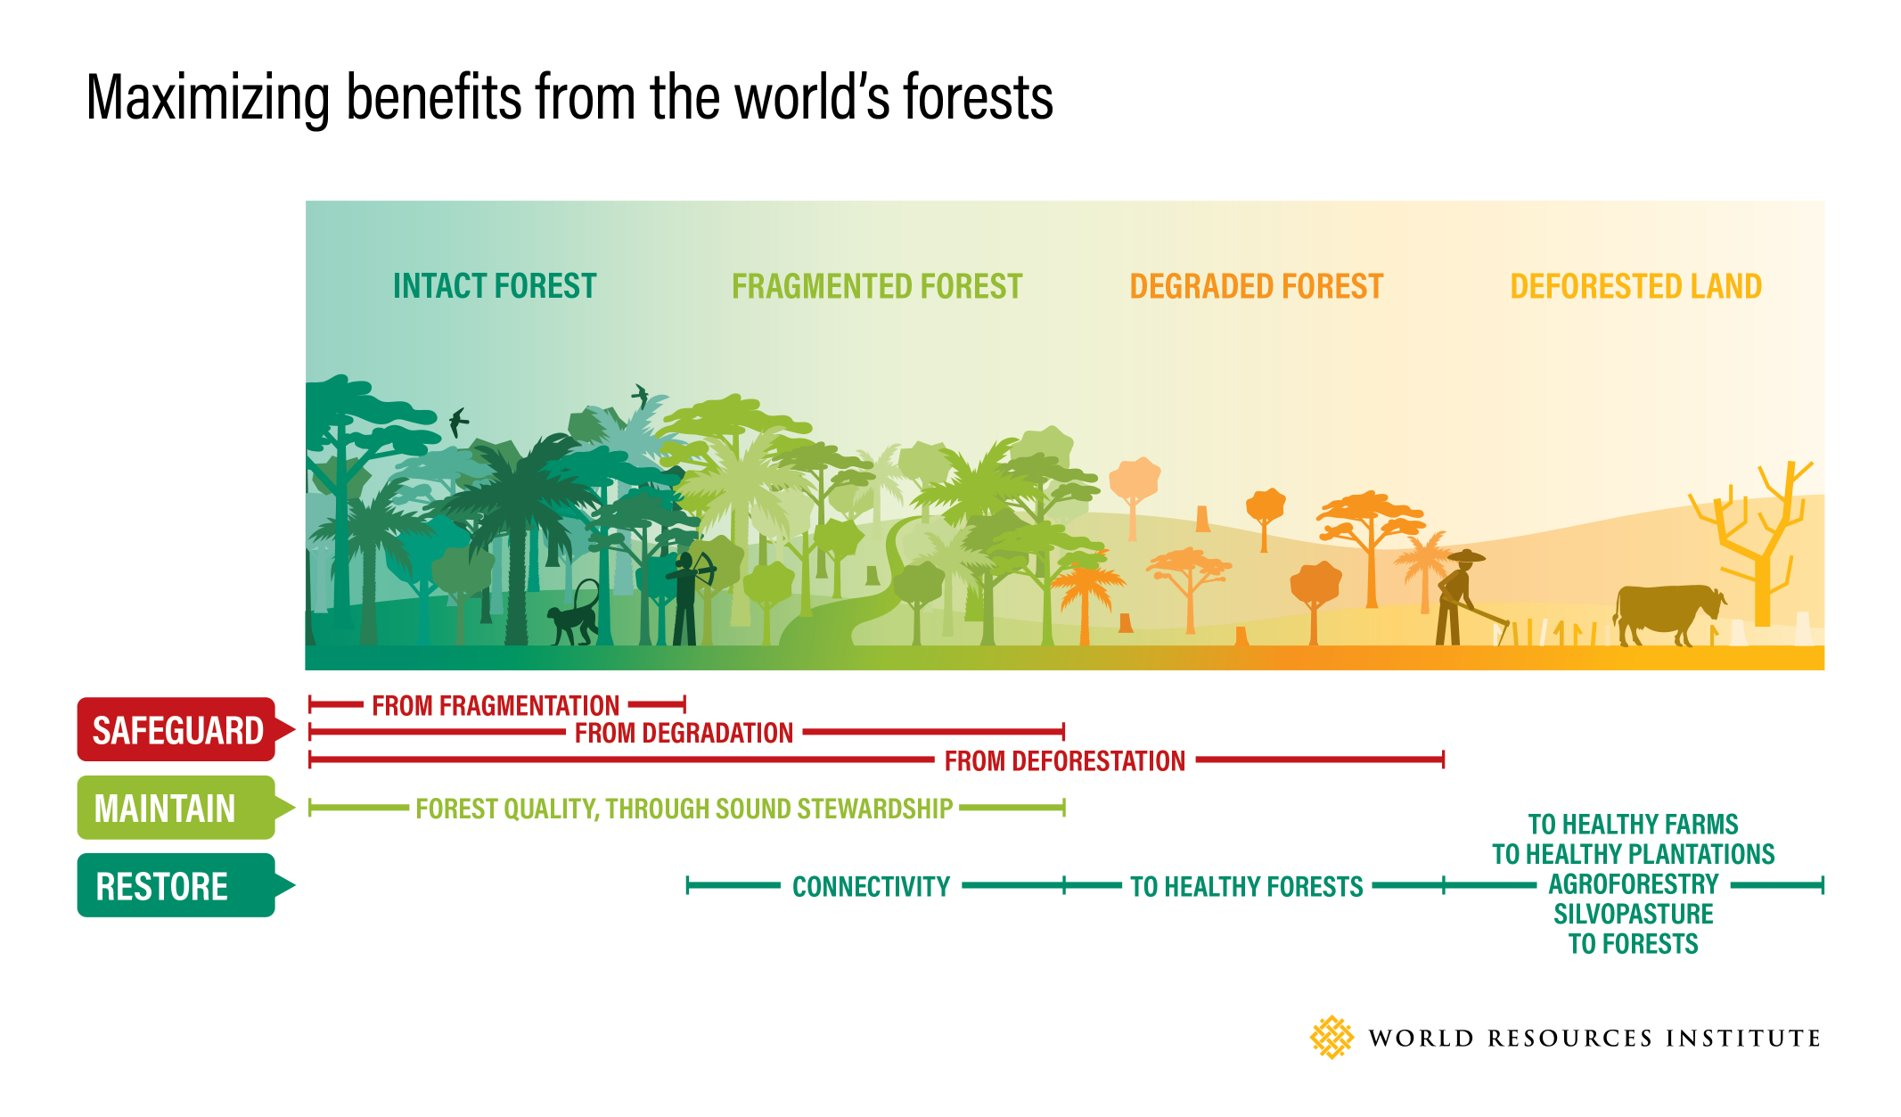 Maximizing benefits from the world's forests
INTACT FOREST
FRAGMENTED FOREST
DEGRADED FOREST
DEFORESTED LAND
SAFEGUARD
FROM FRAGMENTATION
FROM DEGRADATION
FROM DEFORESTATION
MAINTAIN
FOREST QUALITY, THROUGH SOUND STEWARDSHIP
RESTORE
CONNECTIVITY
TO HEALTHY FORESTS
TO HEALTHY FARMS
TO HEALTHY PLANTATIONS
AGROFORESTRY
SILVOPASTURE
TO FORESTS
WORLD RESOURCES INSTITUTE